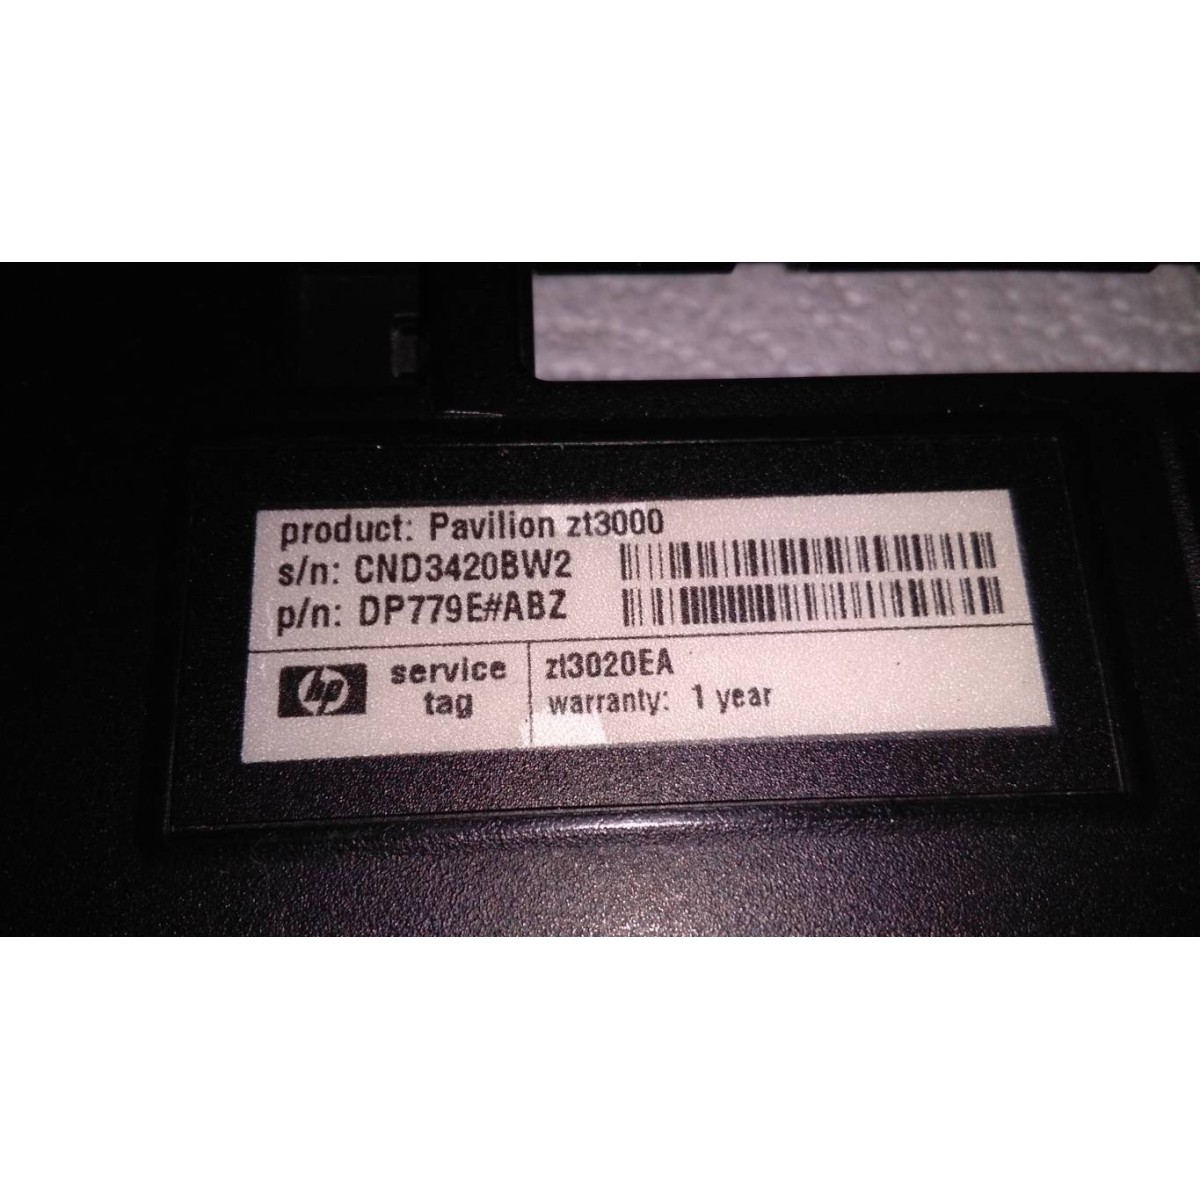 product: Pavilion zt3000
s/n: CND3420BW2
p/n: DP779E#ABZ
hp
service
tag
zt3020EA
warranty: 1 year